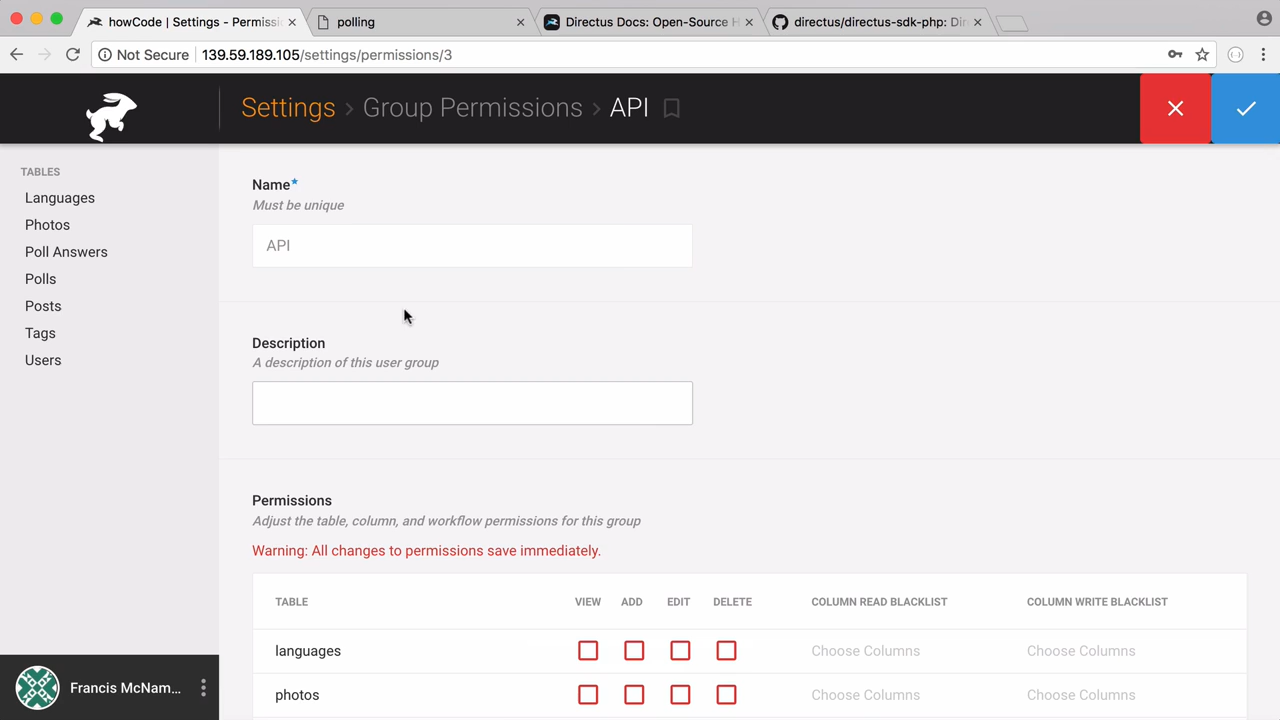 howCode | Settings - Permissi
polling
Directus Docs: Open-Source H
directus/directus-sdk-php: Dir
Not Secure 139.59.189.105/settings/permissions/3
Settings > Group Permissions > API
TABLES
Languages
Photos
Poll Answers
Polls
Posts
Tags
Users
Name*
Must be unique
API
Description
A description of this user group
Permissions
Adjust the table, column, and workflow permissions for this group
Warning: All changes to permissions save immediately.
TABLE VIEW ADD EDIT DELETE COLUMN READ BLACKLIST COLUMN WRITE BLACKLIST
languages Choose Columns Choose Columns
photos Choose Columns Choose Columns
Francis McNam...